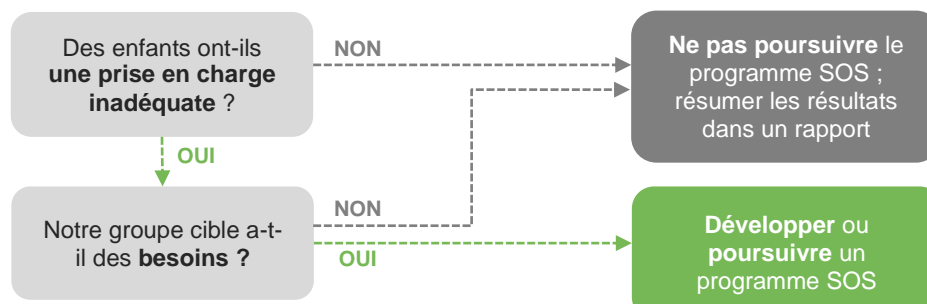 Des enfants ont-ils
une prise en charge
inadéquate ?
NON
Ne pas poursuivre le
programme SOS ;
résumer les résultats
dans un rapport
OUI
Notre groupe cible a-t-
il des besoins ?
NON
OUI
Développer ou
poursuivre un
programme SOS